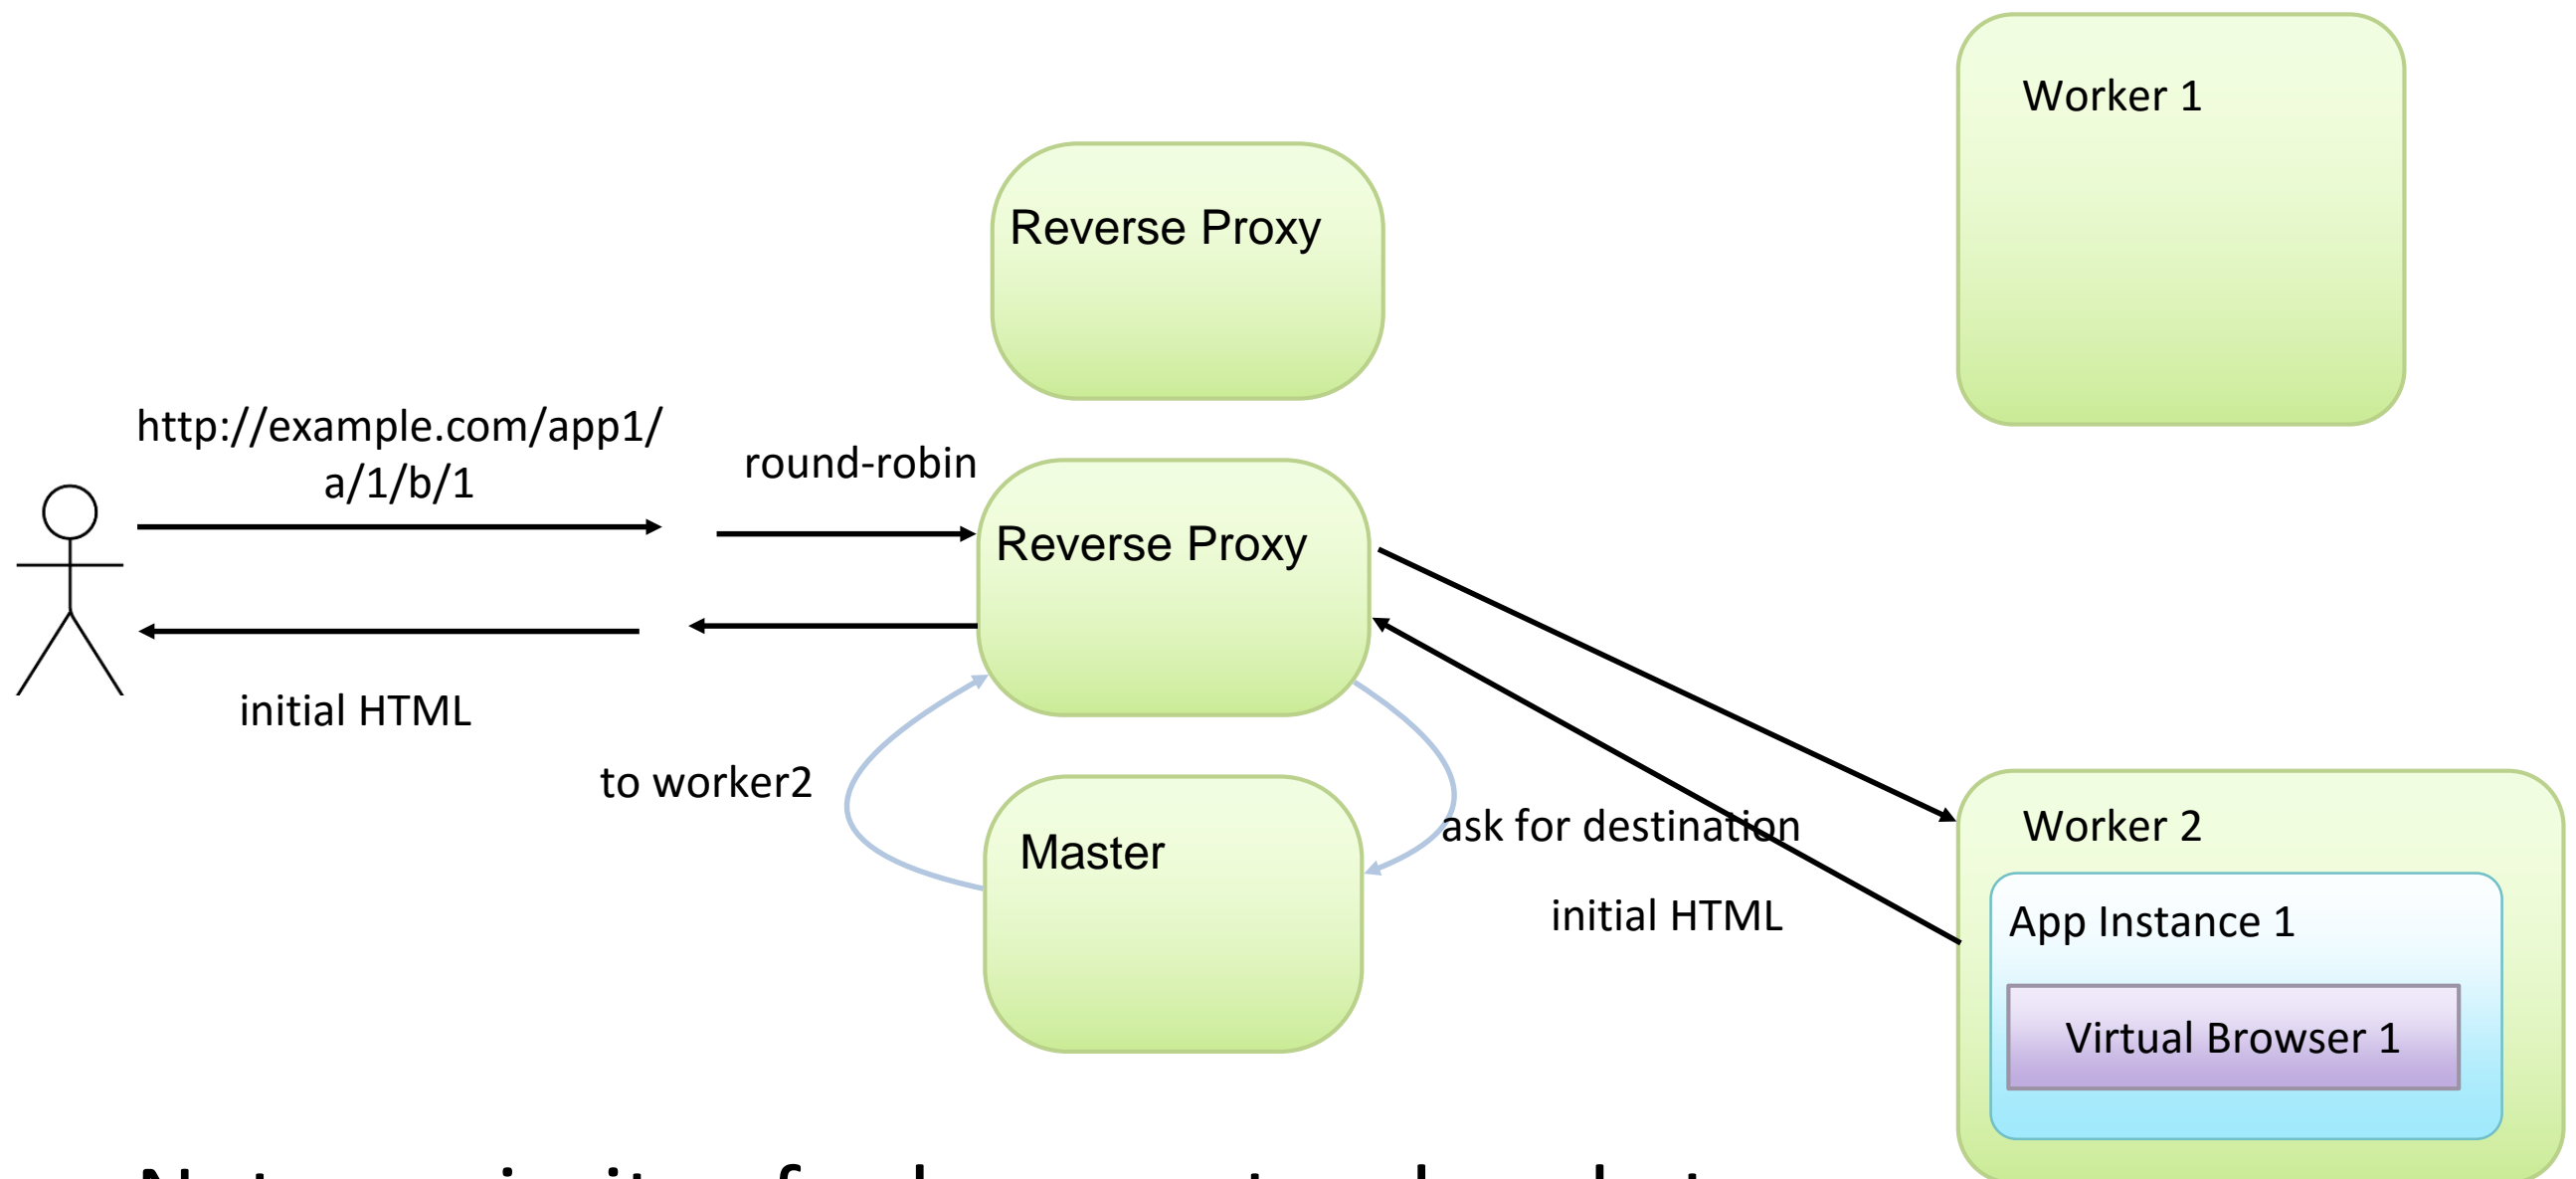 Worker 1
Reverse Proxy
http://example.com/app1/
a/1/b/1
round-robin
Reverse Proxy
initial HTML
to worker2
ask for destination
Master
initial HTML
Worker 2
App Instance 1
Virtual Browser 1